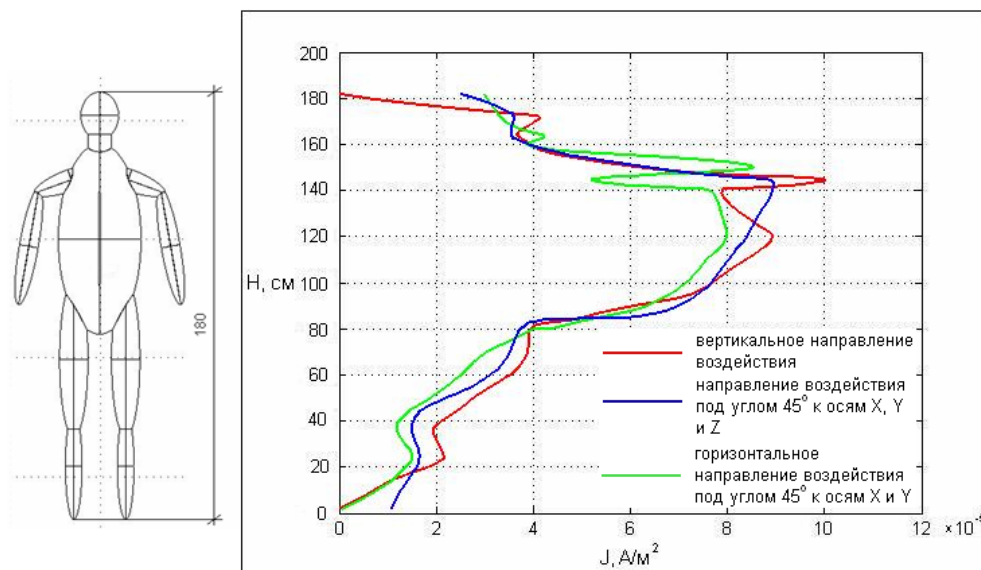 180
200
180
160
140
120
100
80
60
40
20
0
H, см
0
2
4
6
8
10
12
J, А/м²
вертикальное направление
воздействия
направление воздействия
под углом 45° к осям X, Y
и Z
горизонтальное
направление воздействия
под углом 45° к осям X и Y